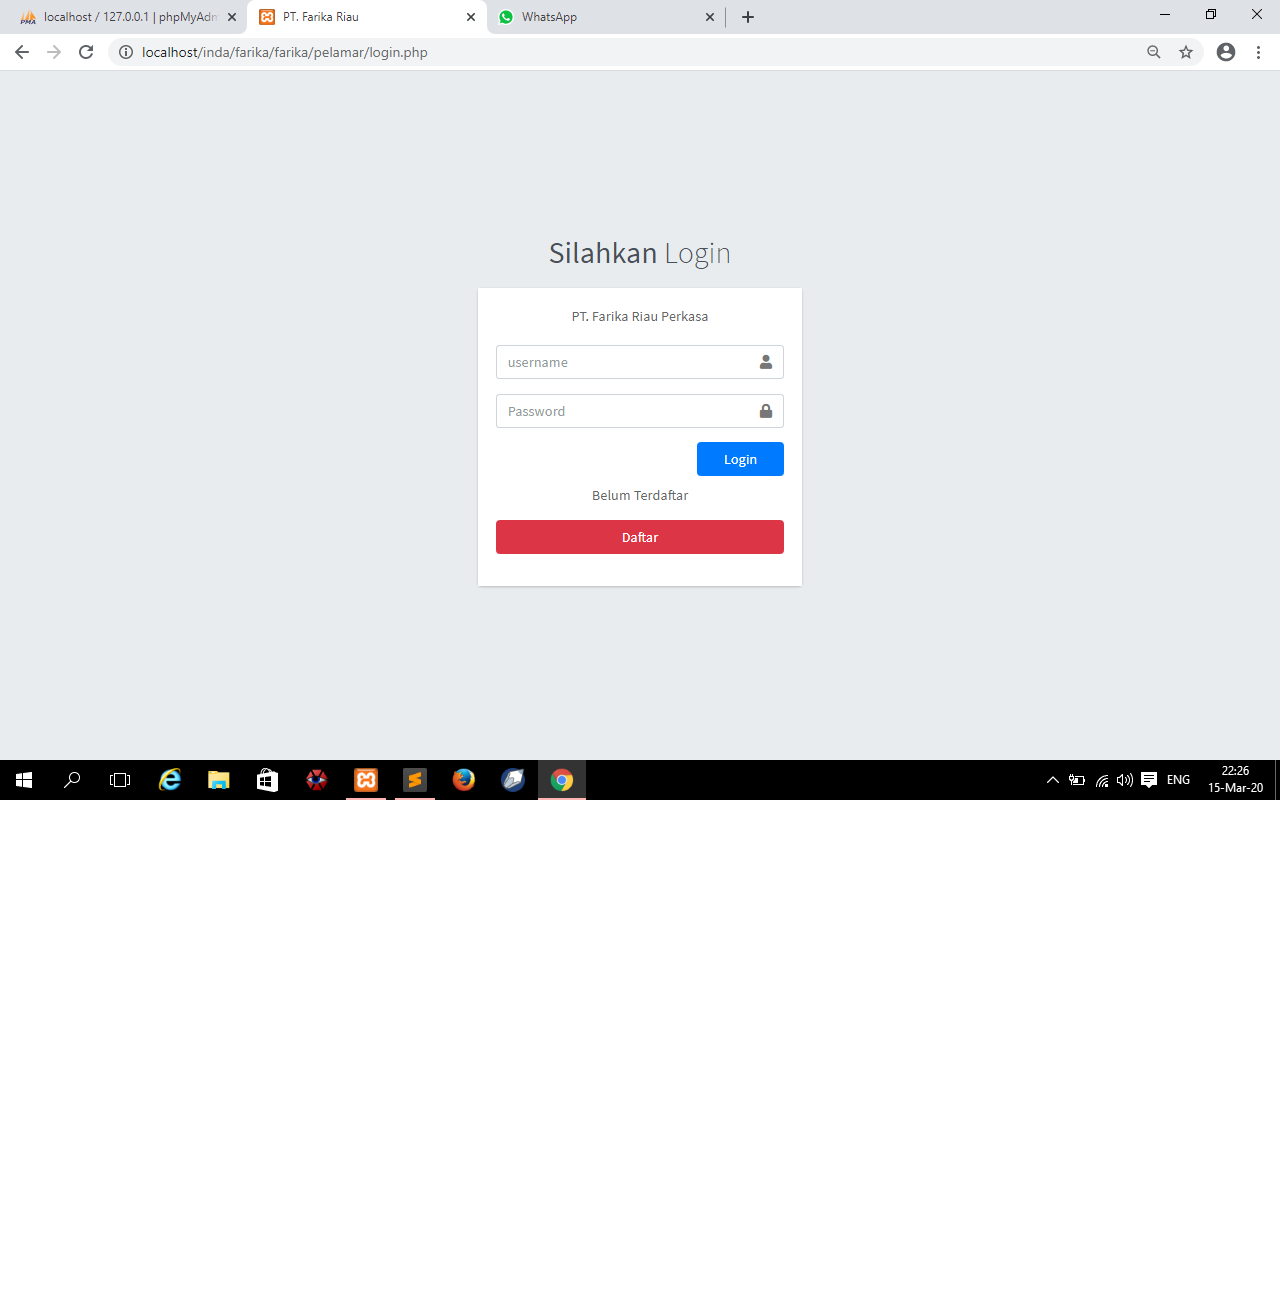 localhost / 127.0.0.1 | phpMyAdm
PT. Farika Riau
WhatsApp
localhost/inda/farika/farika/pelamar/login.php
Silahkan Login
PT. Farika Riau Perkasa
username
Password
Login
Belum Terdaftar
Daftar
ENG
22:26
15-Mar-20